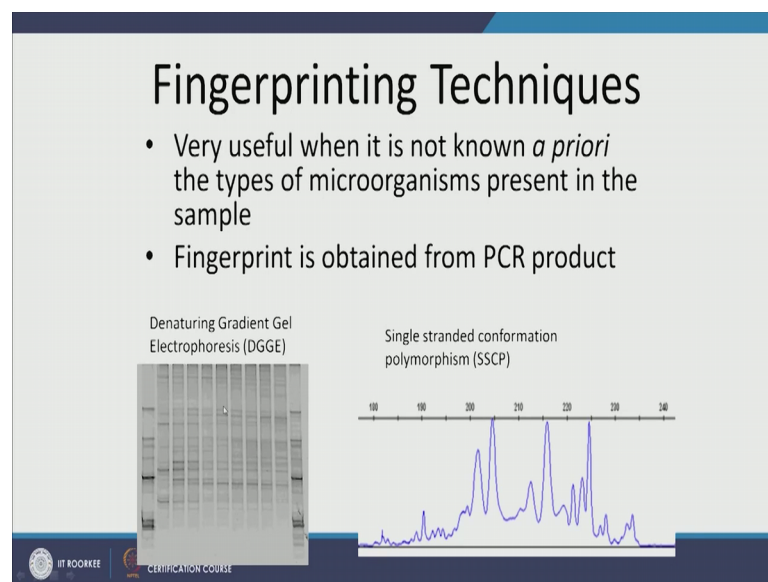 Fingerprinting Techniques
• Very useful when it is not known a priori
the types of microorganisms present in the
sample
• Fingerprint is obtained from PCR product
Denaturing Gradient Gel
Electrophoresis (DGGE)
Single stranded conformation
polymorphism (SSCP)
180 190 200 210 220 230 240
IIT ROORKEE
CERTIFICATION COURSE